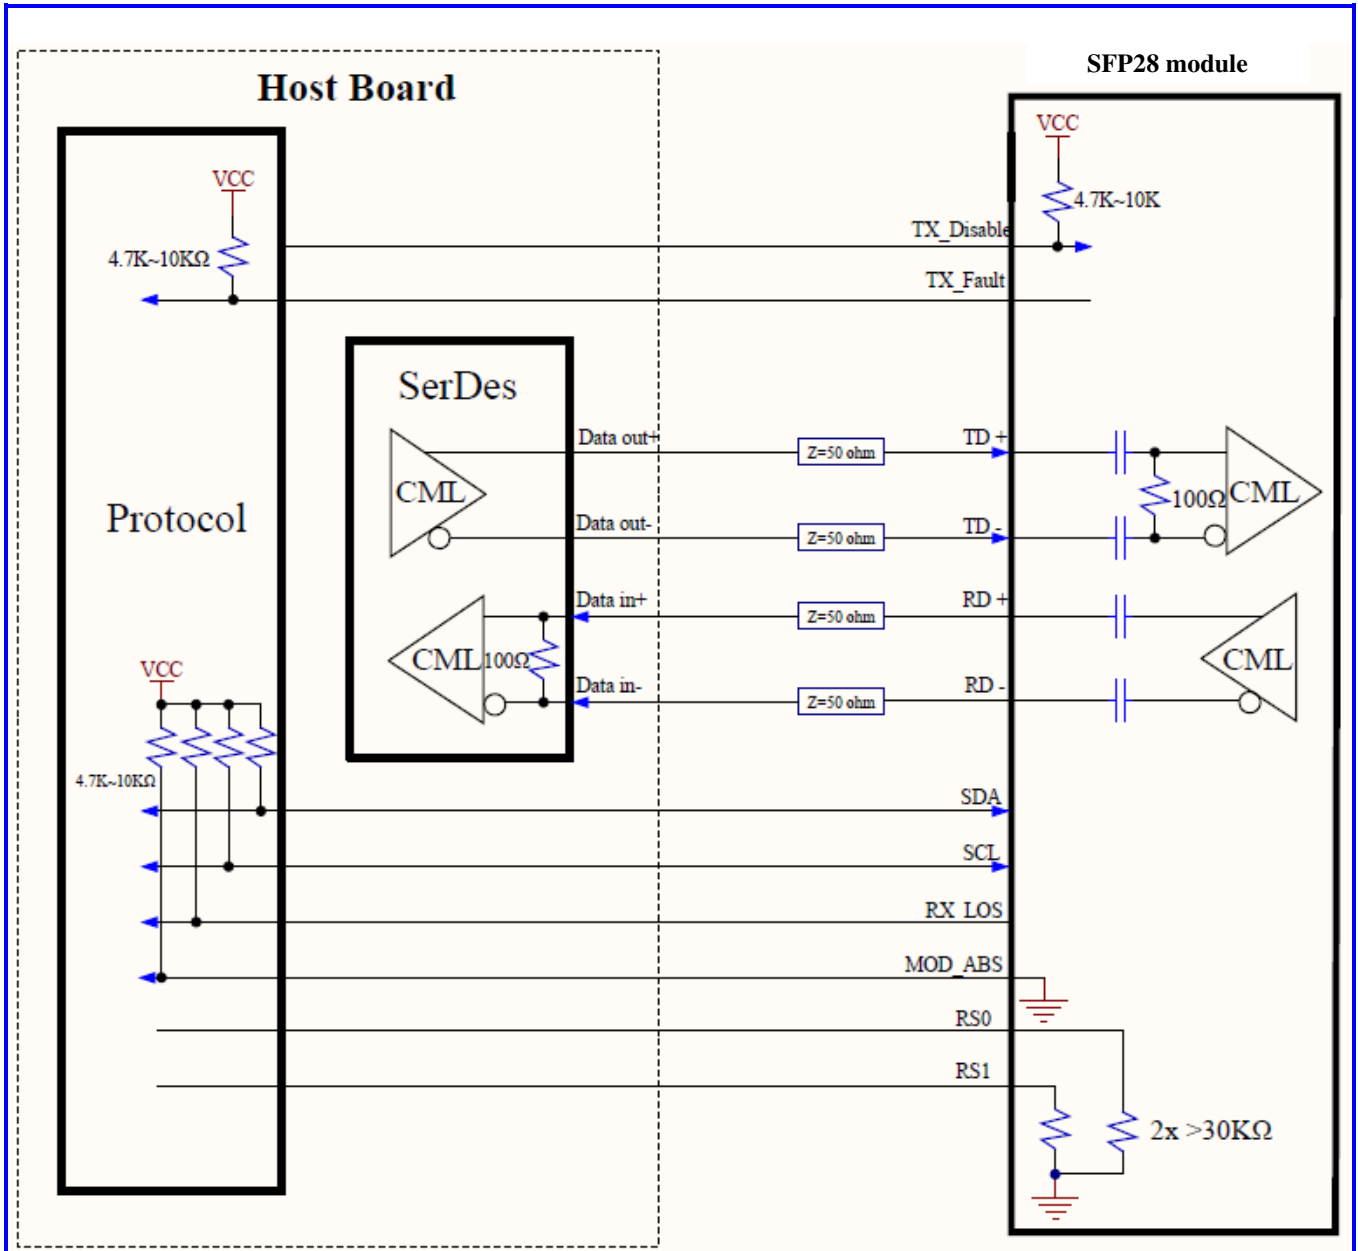 SFP28 module
Host Board
VCC
4.7K~10K
VCC
4.7K~10KΩ
TX_Disable
TX_Fault
SerDes
Data out+
Z=50 ohm
TD +
CML
100Ω
CML
Protocol
Data out-
Z=50 ohm
TD -
Data in+
Z=50 ohm
RD +
CML
100Ω
CML
VCC
Data in-
Z=50 ohm
RD -
4.7K~10KΩ
SDA
SCL
RX LOS
MOD_ABS
RS0
RS1
2x >30KΩ